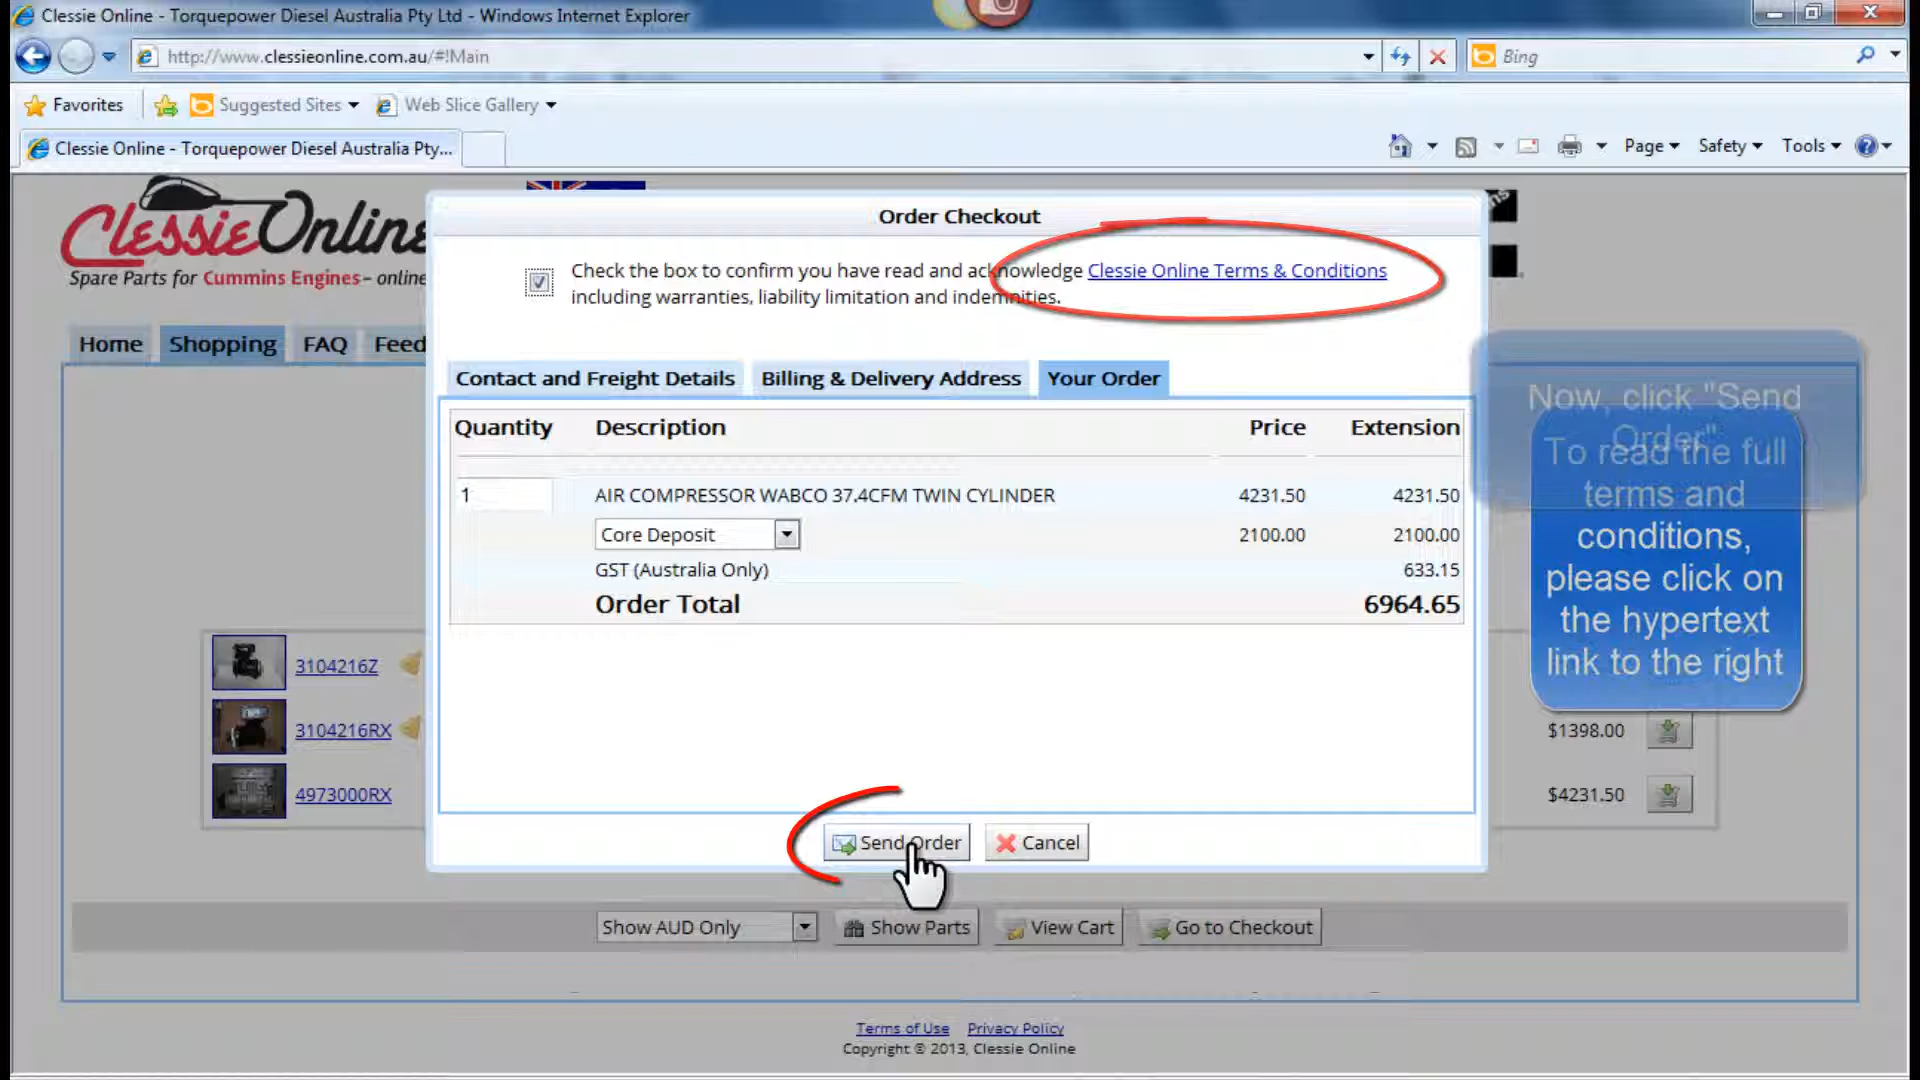 Clessie Online - Torquepower Diesel Australia Pty Ltd - Windows Internet Explorer
http://www.clessieonline.com.au/#!Main
Bing
Favorites
Suggested Sites
Web Slice Gallery
Clessie Online - Torquepower Diesel Australia Pty...
Page
Safety
Tools
ClessieOnline
Spare Parts for Cummins Engines - online
Order Checkout
Check the box to confirm you have read and acknowledge Clessie Online Terms & Conditions
including warranties, liability limitation and indemnities.
Home
Shopping
FAQ
Feed
Contact and Freight Details
Billing & Delivery Address
Your Order
Now, click "Send
Order"
To read the full
terms and
conditions,
please click on
the hypertext
link to the right
Quantity Description Price Extension
1 AIR COMPRESSOR WABCO 37.4CFM TWIN CYLINDER 4231.50 4231.50
Core Deposit 2100.00 2100.00
GST (Australia Only) 633.15
Order Total 6964.65
3104216Z
3104216RX $1398.00
4973000RX $4231.50
Send Order
Cancel
Show AUD Only
Show Parts
View Cart
Go to Checkout
Terms of Use Privacy Policy
Copyright © 2013, Clessie Online